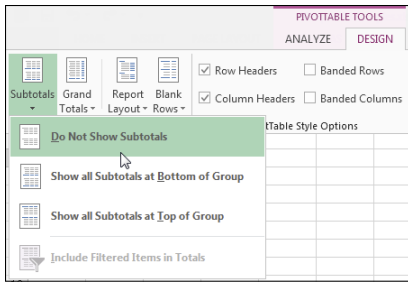 PIVOTTABLE TOOLS
ANALYZE DESIGN
Subtotals Grand Totals Report Layout Blank Rows
Row Headers Banded Rows
Column Headers Banded Columns
tTable Style Options
Do Not Show Subtotals
Show all Subtotals at Bottom of Group
Show all Subtotals at Top of Group
Include Filtered Items in Totals